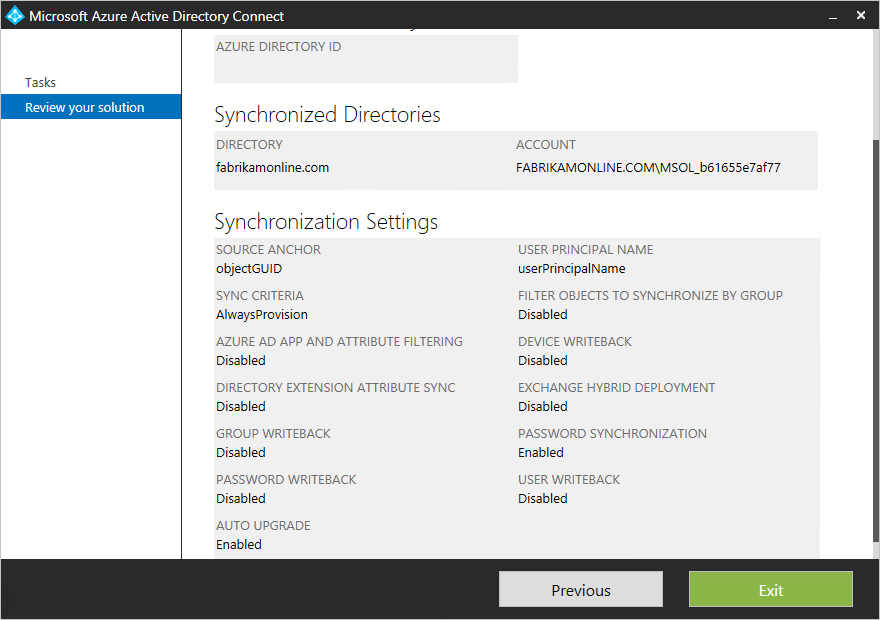 Microsoft Azure Active Directory Connect
Tasks
Review your solution
AZURE DIRECTORY ID
Synchronized Directories
DIRECTORY
ACCOUNT
fabrikamonline.com
FABRIKAMONLINE.COM\MSOL_b61655e7af77
Synchronization Settings
SOURCE ANCHOR
objectGUID
USER PRINCIPAL NAME
userPrincipalName
SYNC CRITERIA
AlwaysProvision
FILTER OBJECTS TO SYNCHRONIZE BY GROUP
Disabled
AZURE AD APP AND ATTRIBUTE FILTERING
Disabled
DEVICE WRITEBACK
Disabled
DIRECTORY EXTENSION ATTRIBUTE SYNC
Disabled
EXCHANGE HYBRID DEPLOYMENT
Disabled
GROUP WRITEBACK
Disabled
PASSWORD SYNCHRONIZATION
Enabled
PASSWORD WRITEBACK
Disabled
USER WRITEBACK
Disabled
AUTO UPGRADE
Enabled
Previous
Exit